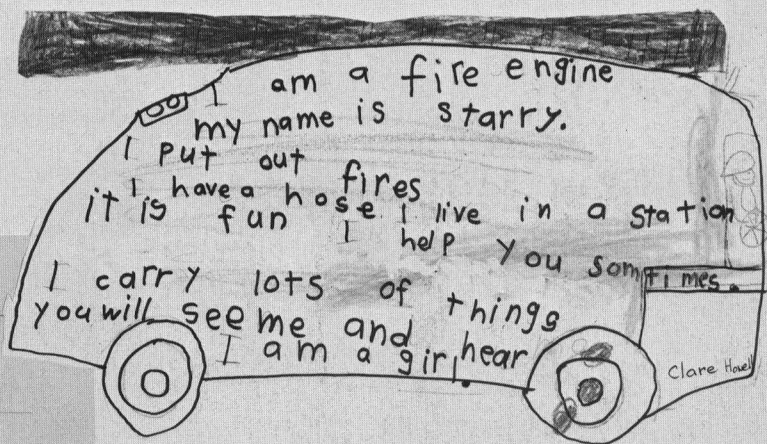 I am a fire engine
my name is starry.
I put out fires
I have a hose I live in a station
it is fun I help you somtimes.
I carry lots of things
you will see me and hear
I am a girl.
Clare Howell